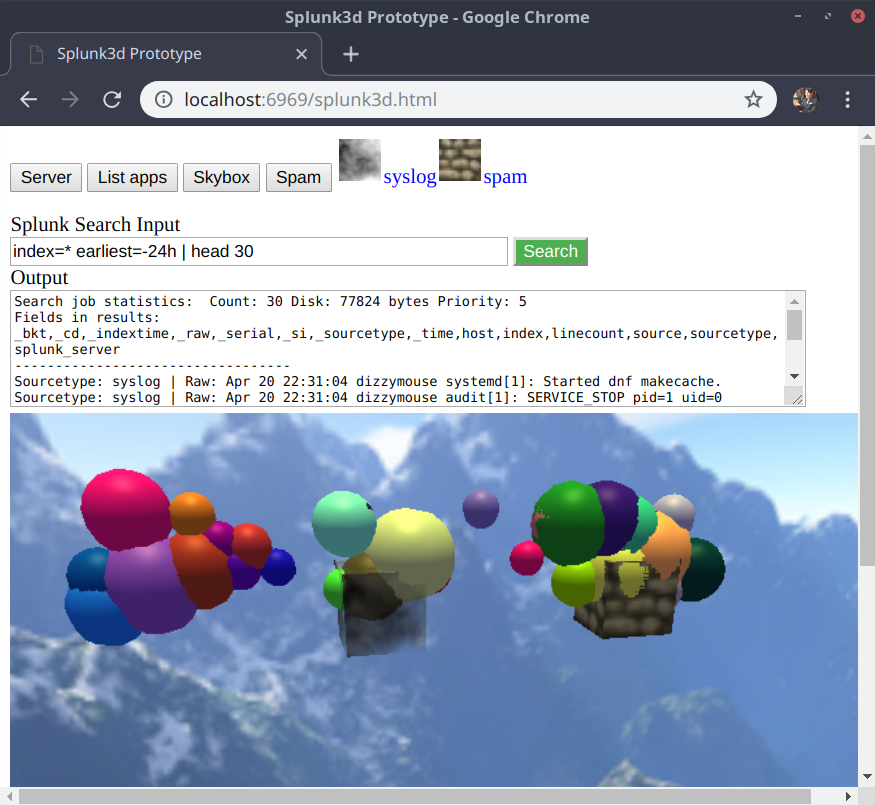 Splunk3d Prototype - Google Chrome
Splunk3d Prototype
localhost:6969/splunk3d.html
Server List apps Skybox Spam syslog spam
Splunk Search Input
index=* earliest=-24h | head 30 Search
Output
Search job statistics:  Count: 30 Disk: 77824 bytes Priority: 5
Fields in results:
_bkt,_cd,_indextime,_raw,_serial,_si,_sourcetype,_time,host,index,linecount,source,sourcetype,
splunk_server
----------------------------------
Sourcetype: syslog | Raw: Apr 20 22:31:04 dizzymouse systemd[1]: Started dnf makecache.
Sourcetype: syslog | Raw: Apr 20 22:31:04 dizzymouse audit[1]: SERVICE_STOP pid=1 uid=0